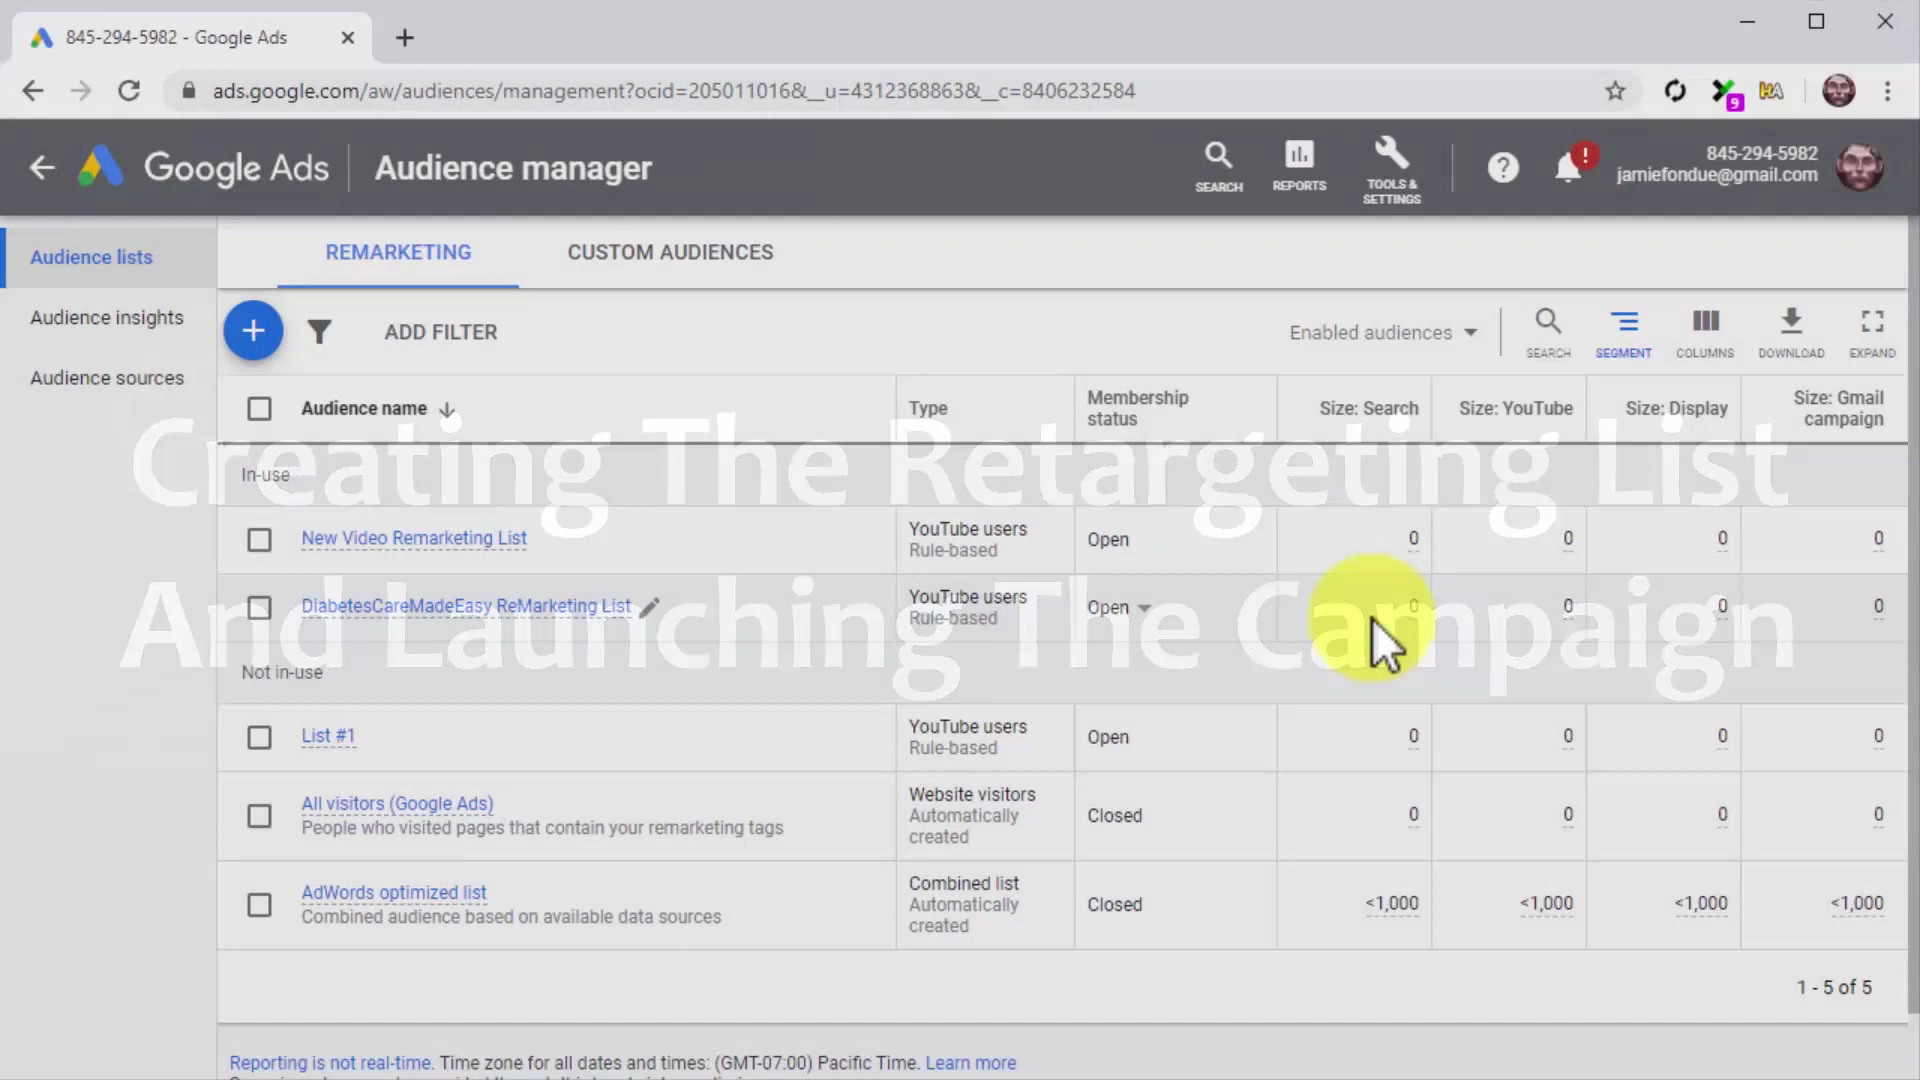 845-294-5982 - Google Ads
ads.google.com/aw/audiences/management?ocid=205011016&__u=4312368863&__c=8406232584
9
HA
Google Ads
Audience manager
SEARCH
REPORTS
TOOLS &
SETTINGS
845-294-5982
jamiefondue@gmail.com
Audience lists
Audience insights
Audience sources
REMARKETING
CUSTOM AUDIENCES
ADD FILTER
Enabled audiences
SEARCH
SEGMENT
COLUMNS
DOWNLOAD
EXPAND
Audience name
Type
Membership
status
Size: Search
Size: YouTube
Size: Display
Size: Gmail
campaign
Creating The Retargeting List
And Launching The Campaign
In-use
New Video Remarketing List
YouTube users
Rule-based
Open
0
0
0
0
DiabetesCareMadeEasy ReMarketing List
YouTube users
Rule-based
Open
0
0
0
0
Not in-use
List #1
YouTube users
Rule-based
Open
0
0
0
0
All visitors (Google Ads)
People who visited pages that contain your remarketing tags
Website visitors
Automatically
created
Closed
0
0
0
0
AdWords optimized list
Combined audience based on available data sources
Combined list
Automatically
created
Closed
<1,000
<1,000
<1,000
<1,000
1 - 5 of 5
Reporting is not real-time. Time zone for all dates and times: (GMT-07:00) Pacific Time. Learn more